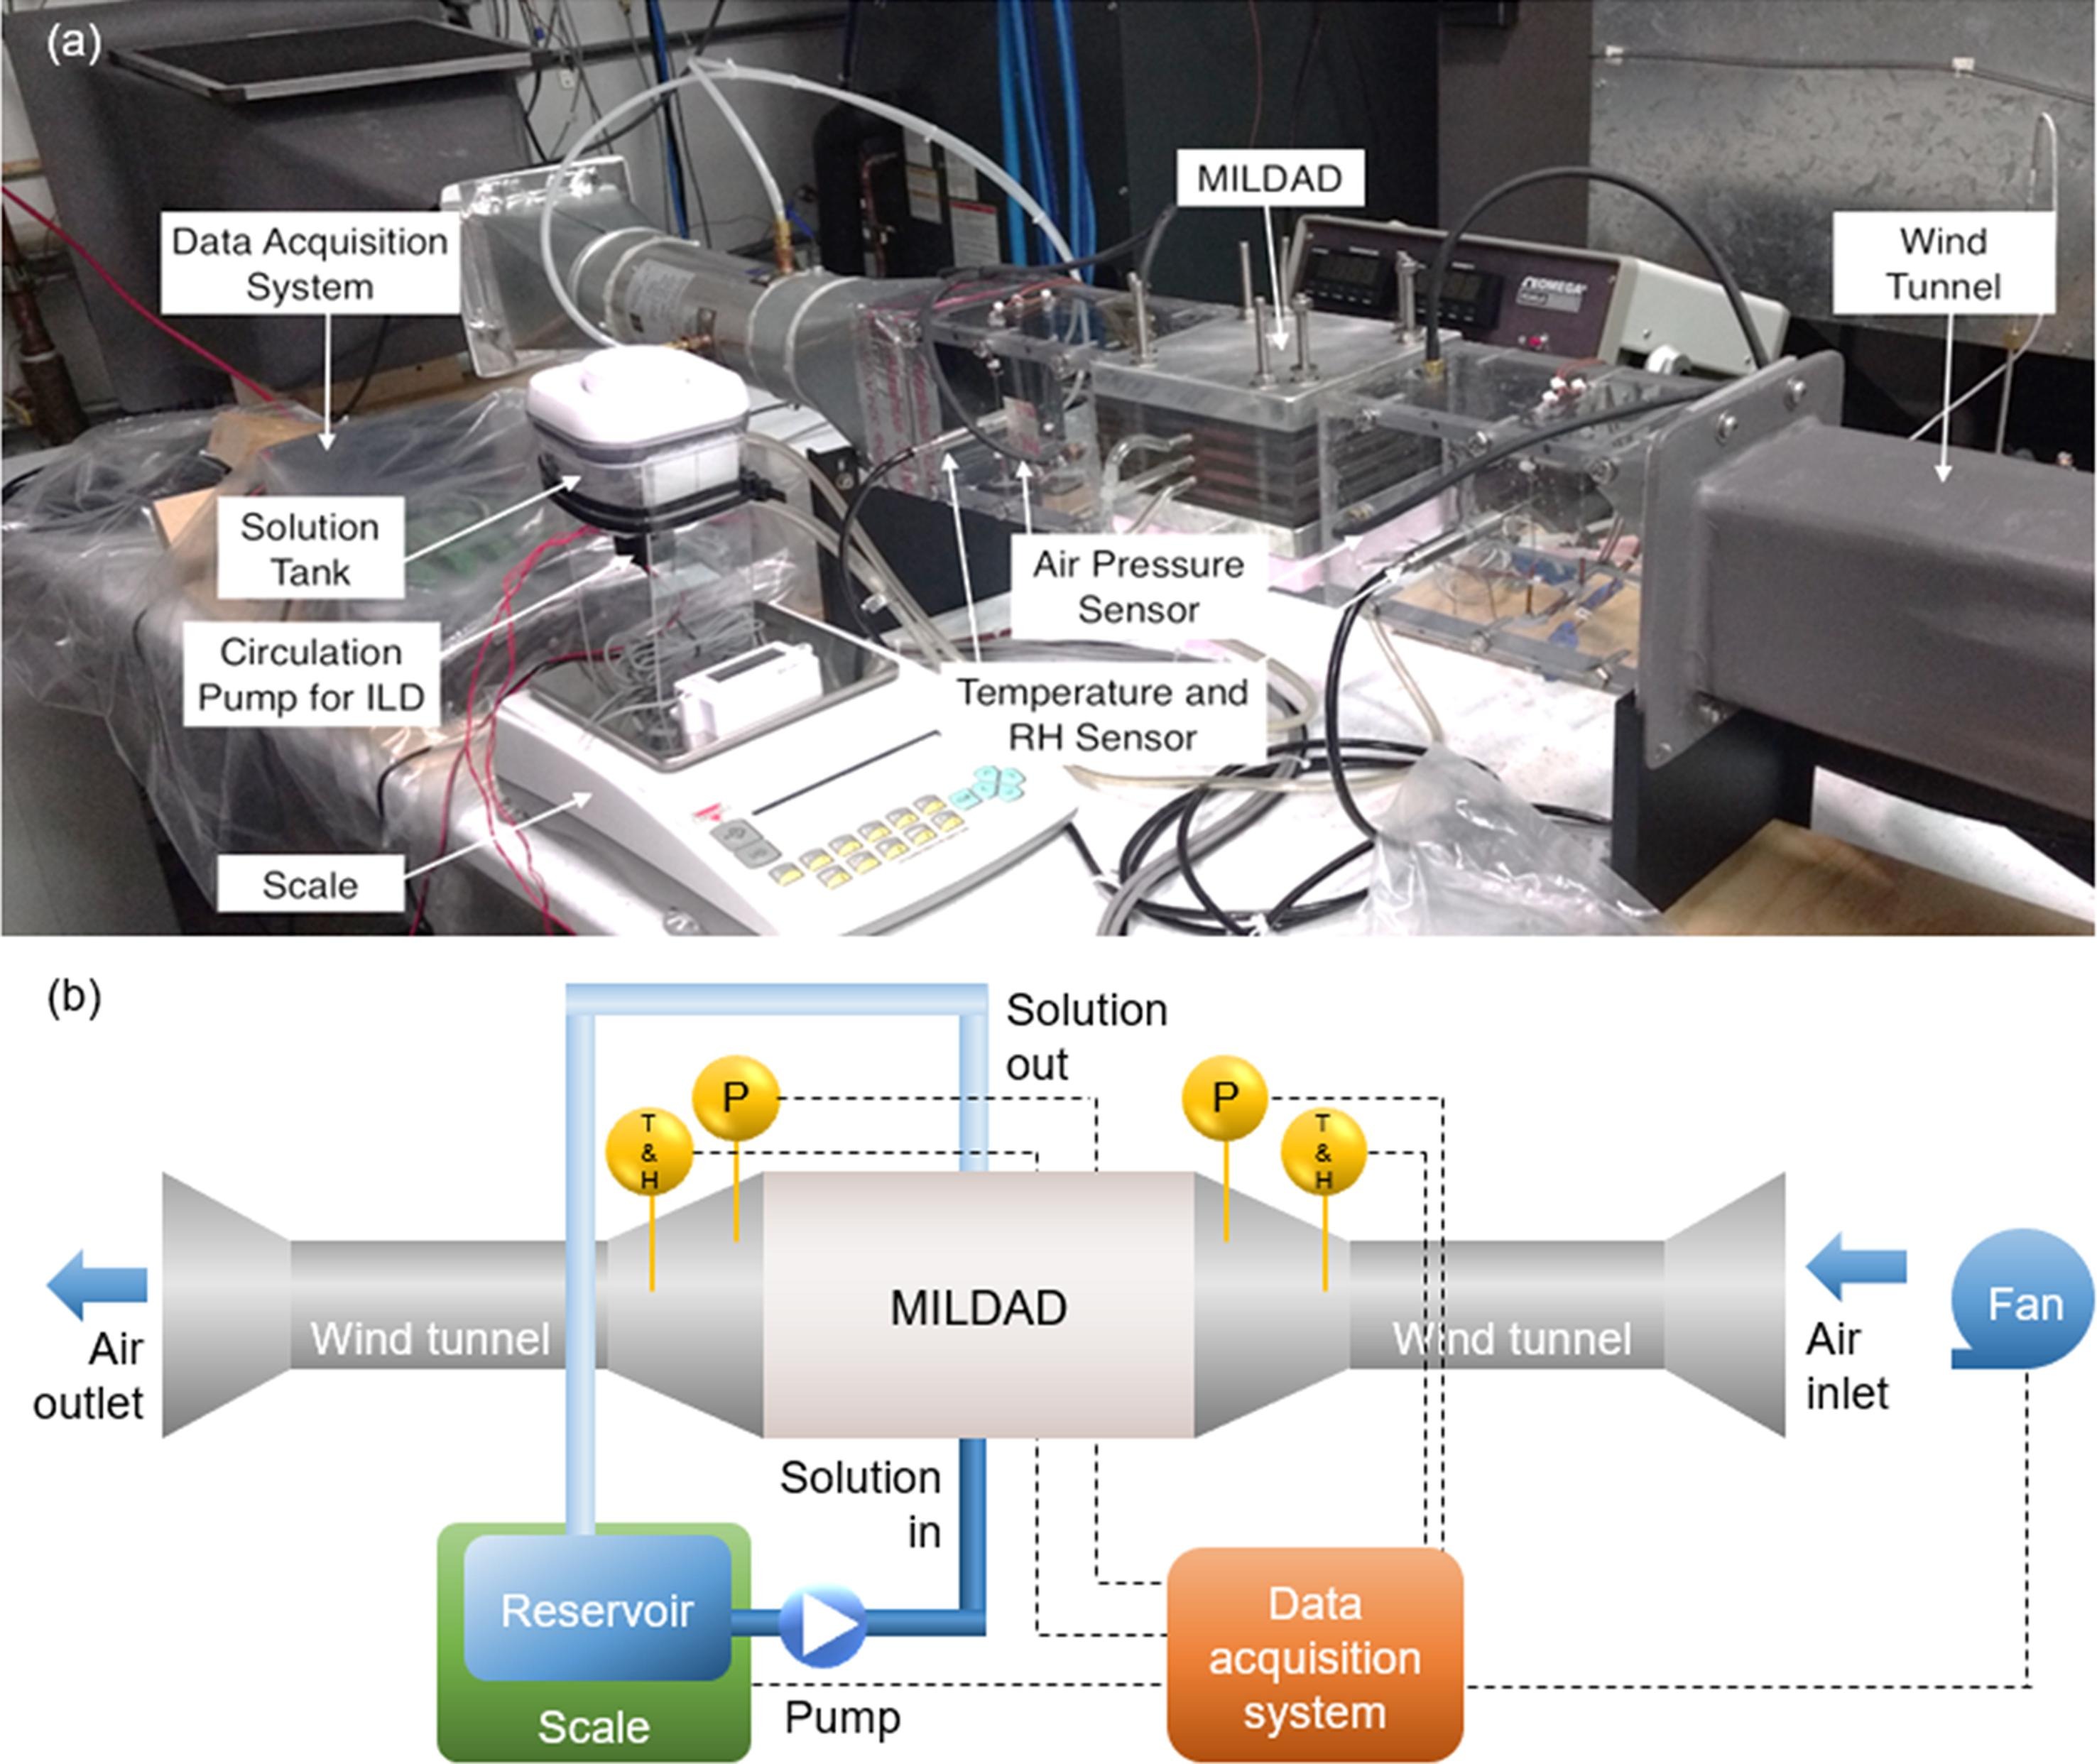 (a)
MILDAD
Data Acquisition
System
Wind
Tunnel
OMEGA
Solution
Tank
Air Pressure
Sensor
Circulation
Pump for ILD
Temperature and
RH Sensor
Scale
(b)
Solution
out
P
P
T
&
H
T
&
H
MILDAD
Fan
Wind tunnel
Wind tunnel
Air
outlet
Air
inlet
Solution
in
Reservoir
Data
acquisition
system
Pump
Scale